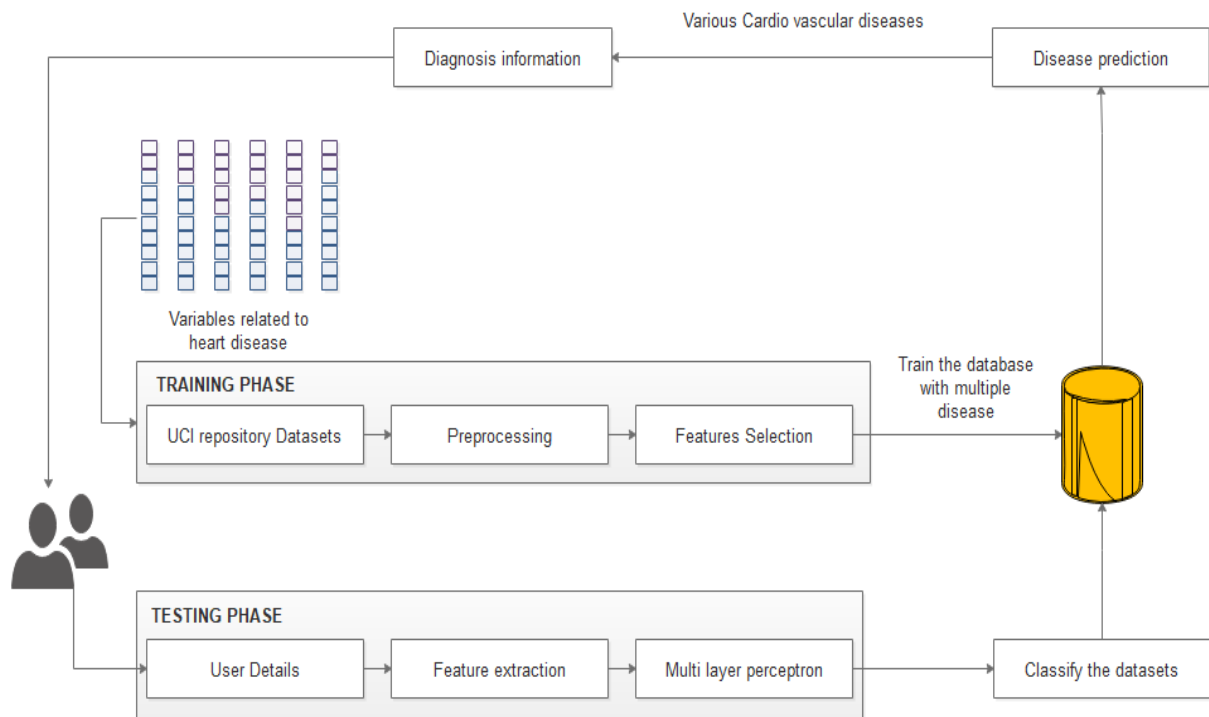 Various Cardio vascular diseases
Diagnosis information
Disease prediction
Variables related to
heart disease
TRAINING PHASE
UCI repository Datasets
Preprocessing
Features Selection
Train the database
with multiple
disease
TESTING PHASE
User Details
Feature extraction
Multi layer perceptron
Classify the datasets